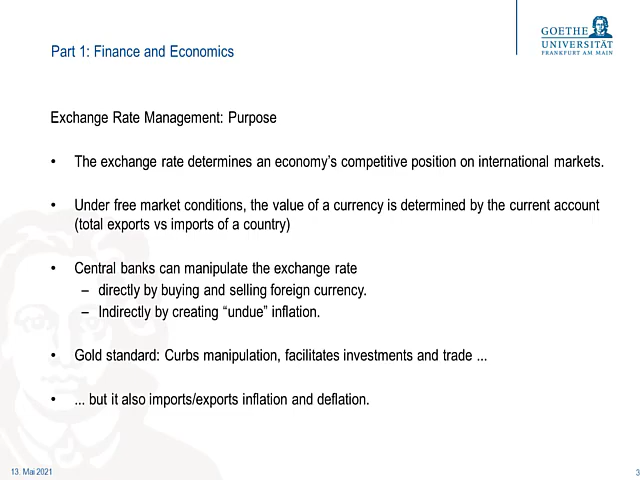 GOETHE
UNIVERSITÄT
FRANKFURT AM MAIN
Part 1: Finance and Economics
Exchange Rate Management: Purpose
• The exchange rate determines an economy’s competitive position on international markets.
• Under free market conditions, the value of a currency is determined by the current account
(total exports vs imports of a country)
• Central banks can manipulate the exchange rate
– directly by buying and selling foreign currency.
– Indirectly by creating “undue” inflation.
• Gold standard: Curbs manipulation, facilitates investments and trade ...
• ... but it also imports/exports inflation and deflation.
13. Mai 2021
3